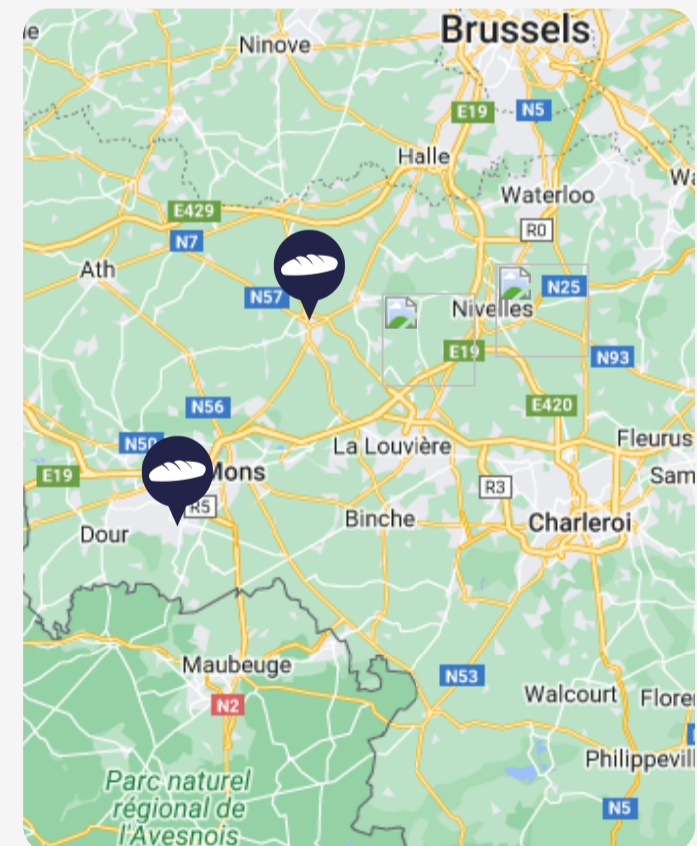 Brussels
Ninove
E19
N5
Halle
Waterloo
E429
R0
N7
Ath
N25
N57
Nivelles
E19
N93
E420
N56
Fleurus
N50
La Louvière
Mons
E19
R3
R5
Binche
Charleroi
Dour
Maubeuge
N53
Walcourt
N2
Parc naturel
régional de
l'Avesnois
N5